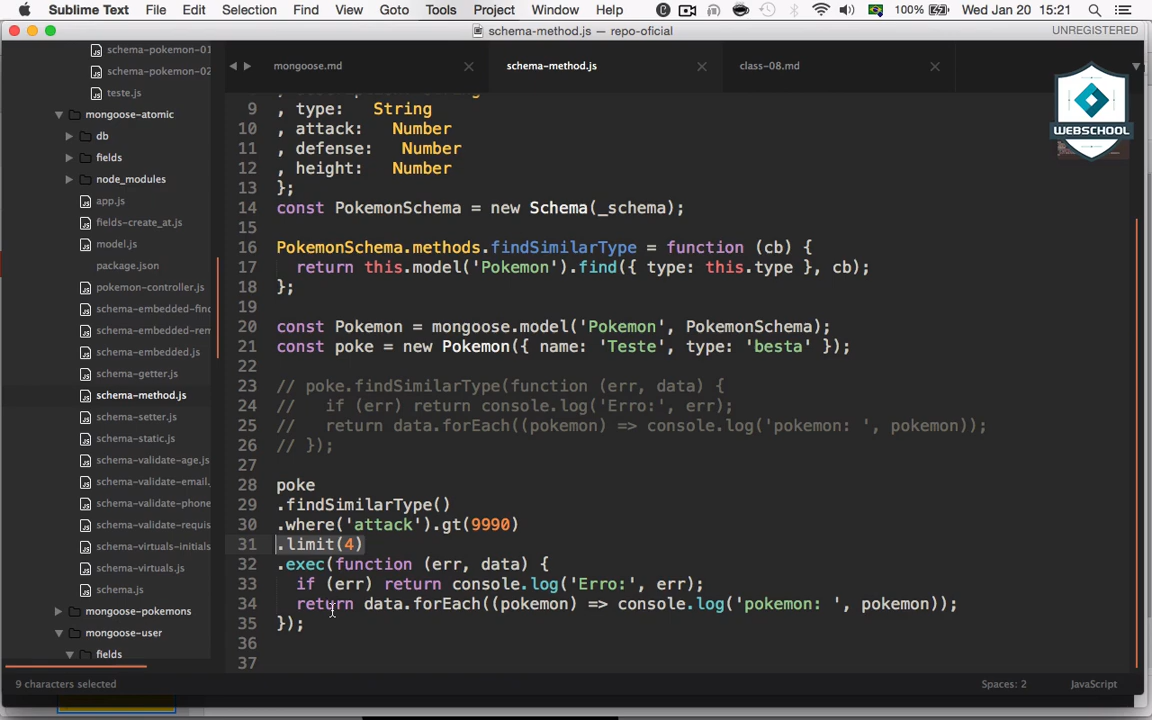 Sublime Text File Edit Selection Find View Goto Tools Project Window Help 100% Wed Jan 20 15:21
schema-method.js — repo-oficial UNREGISTERED
mongoose.md schema-method.js class-08.md
WEBSCHOOL
schema-pokemon-01
schema-pokemon-02
teste.js
mongoose-atomic
db
fields
node_modules
app.js
fields-create_at.js
model.js
package.json
pokemon-controller.js
schema-embedded-find
schema-embedded-rem
schema-embedded.js
schema-getter.js
schema-method.js
schema-setter.js
schema-static.js
schema-validate-age.js
schema-validate-email.
schema-validate-phone
schema-validate-requis
schema-virtuals-initials
schema-virtuals.js
schema.js
mongoose-pokemons
mongoose-user
fields
9 , type: String
10 , attack: Number
11 , defense: Number
12 , height: Number
13 };
14 const PokemonSchema = new Schema(_schema);
15
16 PokemonSchema.methods.findSimilarType = function (cb) {
17 return this.model('Pokemon').find({ type: this.type }, cb);
18 };
19
20 const Pokemon = mongoose.model('Pokemon', PokemonSchema);
21 const poke = new Pokemon({ name: 'Teste', type: 'besta' });
22
23 // poke.findSimilarType(function (err, data) {
24 // if (err) return console.log('Erro:', err);
25 // return data.forEach((pokemon) => console.log('pokemon: ', pokemon));
26 // });
27
28 poke
29 .findSimilarType()
30 .where('attack').gt(9990)
31 .limit(4)
32 .exec(function (err, data) {
33 if (err) return console.log('Erro:', err);
34 return data.forEach((pokemon) => console.log('pokemon: ', pokemon));
35 });
36
37
9 characters selected Spaces: 2 JavaScript